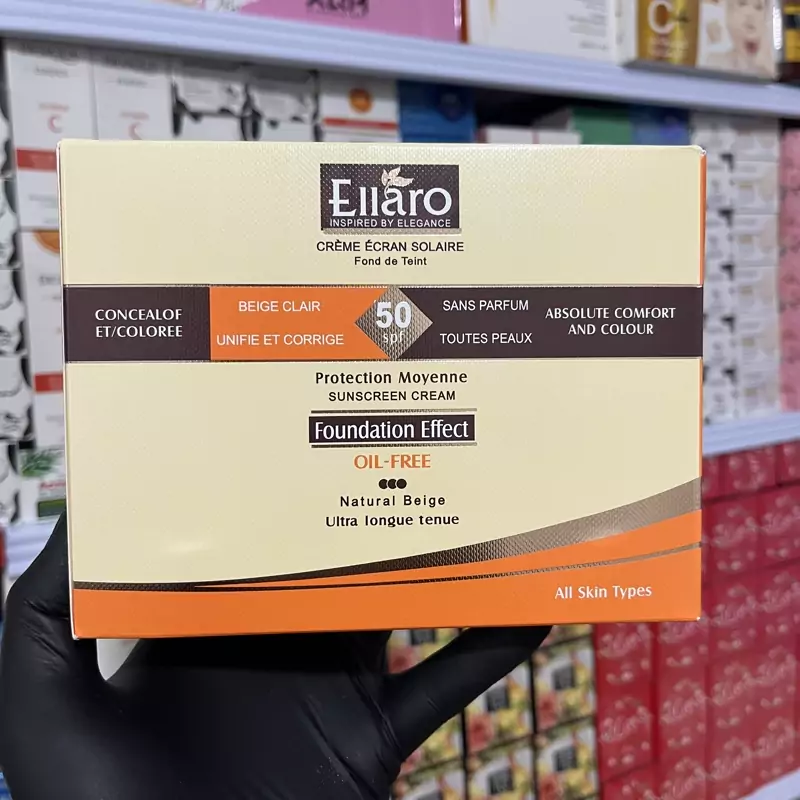 Ellaro
INSPIRED BY ELEGANCE
CRÈME ÉCRAN SOLAIRE
Fond de Teint
CONCEALOF
ET/COLOREE
BEIGE CLAIR
UNIFIE ET CORRIGE
50
spf
SANS PARFUM
TOUTES PEAUX
ABSOLUTE COMFORT
AND COLOUR
Protection Moyenne
SUNSCREEN CREAM
Foundation Effect
OIL-FREE
Natural Beige
Ultra longue tenue
All Skin Types